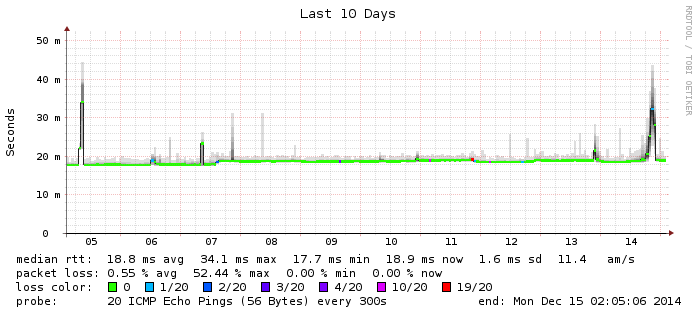 Last 10 Days
RRDTOOL / TOBI OETIKER
Seconds
50 m
40 m
30 m
20 m
10 m
0
05 06 07 08 09 10 11 12 13 14
median rtt: 18.8 ms avg 34.1 ms max 17.7 ms min 18.9 ms now 1.6 ms sd 11.4 am/s
packet loss: 0.55 % avg 52.44 % max 0.00 % min 0.00 % now
loss color: 0 1/20 2/20 3/20 4/20 10/20 19/20
probe: 20 ICMP Echo Pings (56 Bytes) every 300s end: Mon Dec 15 02:05:06 2014